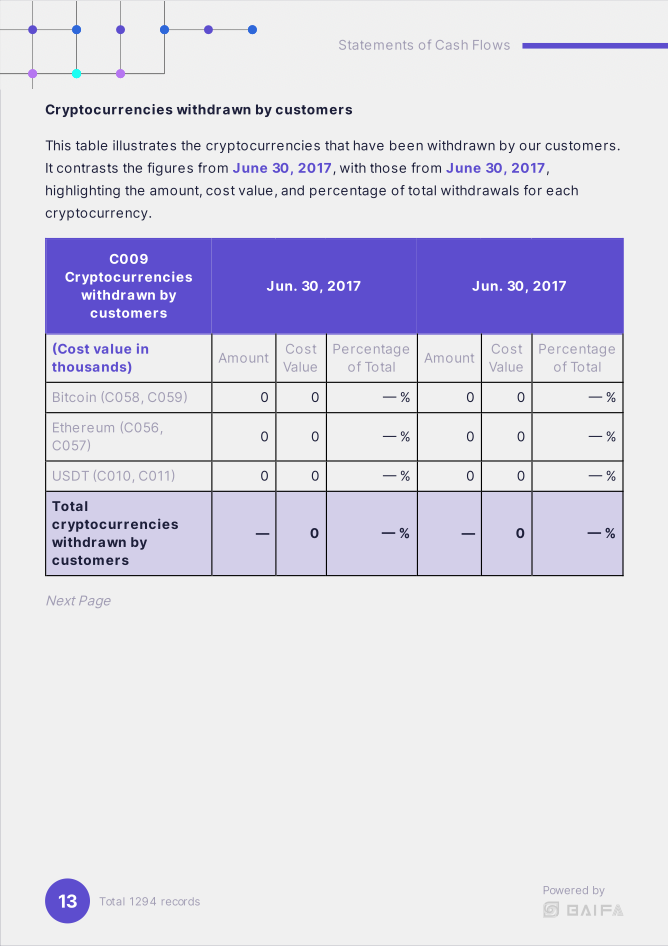 Statements of Cash Flows
Cryptocurrencies withdrawn by customers
This table illustrates the cryptocurrencies that have been withdrawn by our customers.
It contrasts the figures from June 30, 2017, with those from June 30, 2017,
highlighting the amount, cost value, and percentage of total withdrawals for each
cryptocurrency.
C009
Cryptocurrencies
withdrawn by
customers
Jun. 30, 2017
Jun. 30, 2017
(Cost value in
thousands)
Amount
Cost
Value
Percentage
of Total
Amount
Cost
Value
Percentage
of Total
Bitcoin (C058, C059)
0
0
— %
0
0
— %
Ethereum (C056,
C057)
0
0
— %
0
0
— %
USDT (C010, C011)
0
0
— %
0
0
— %
Total
cryptocurrencies
withdrawn by
customers
—
0
— %
—
0
— %
Next Page
13
Total 1294 records
Powered by
BAIFA